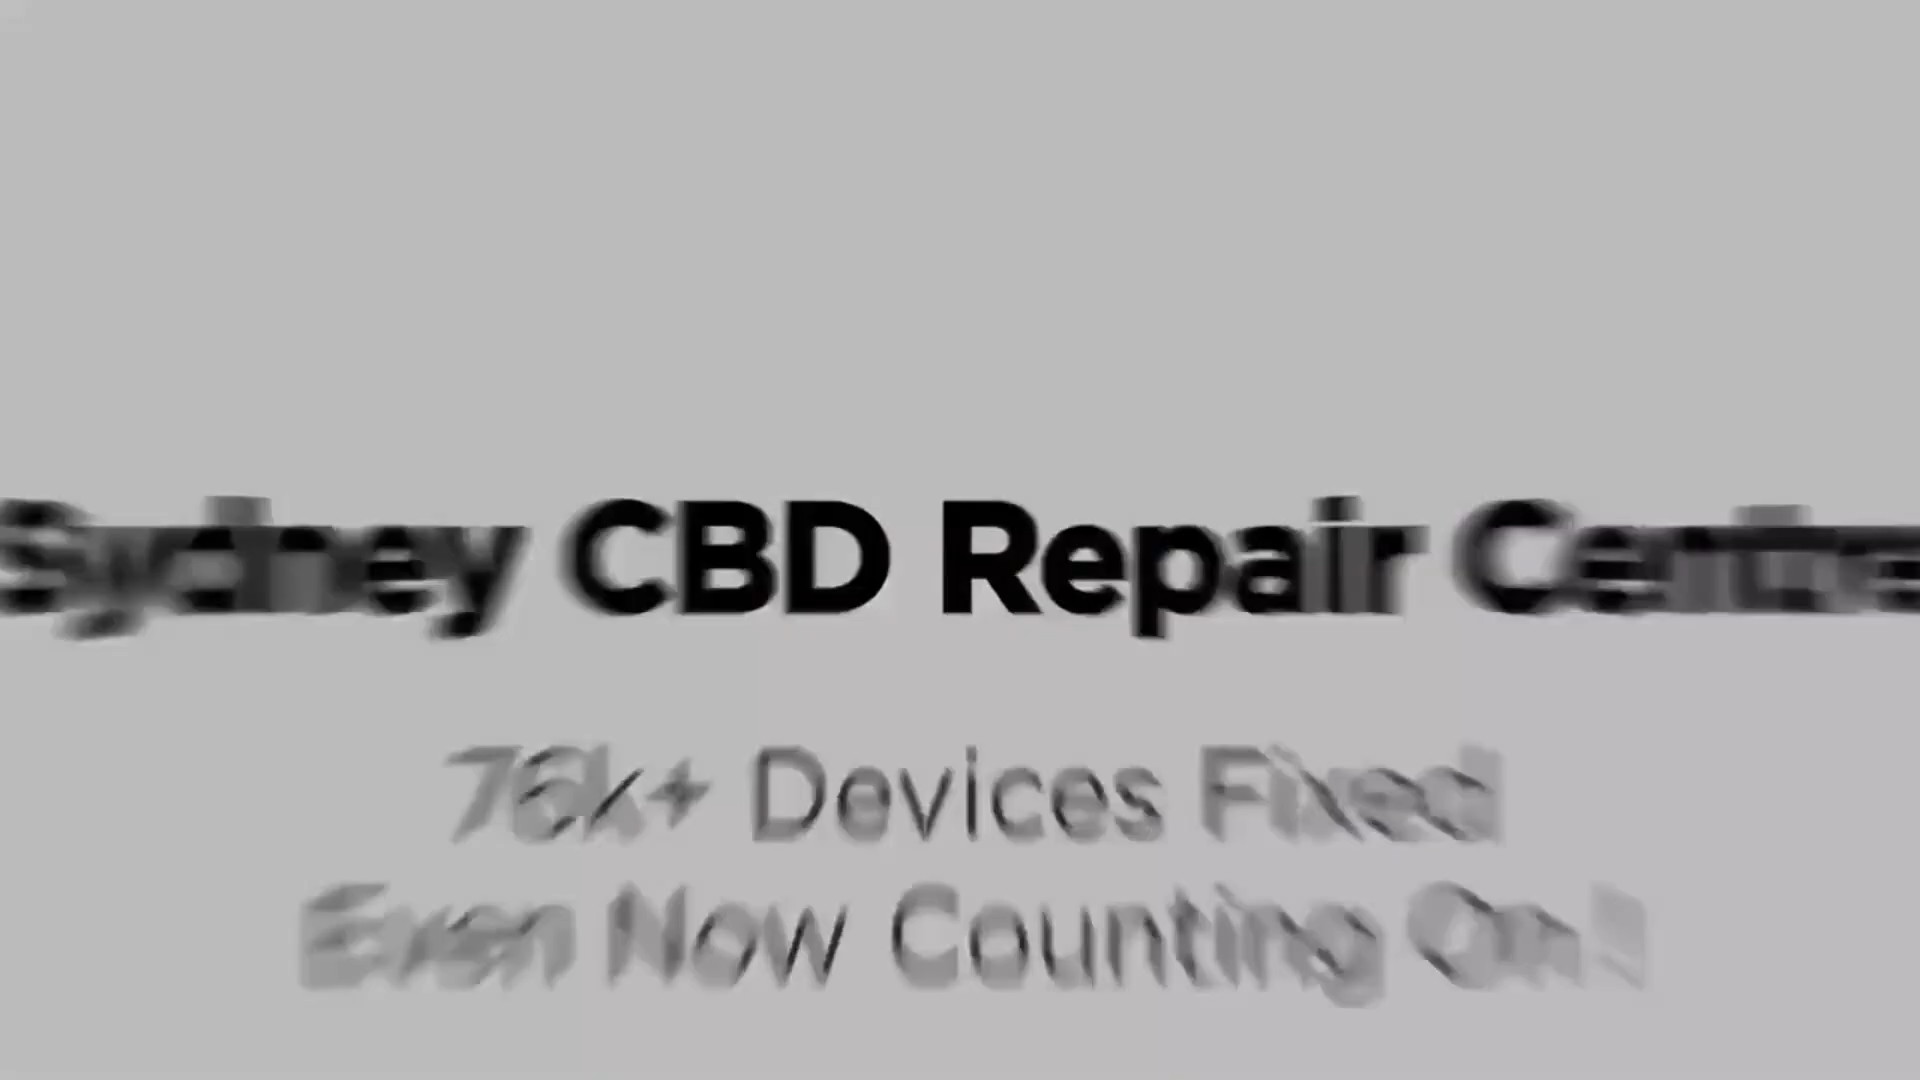 Sydney CBD Repair Centre
76k+ Devices Fixed
Even Now Counting On!